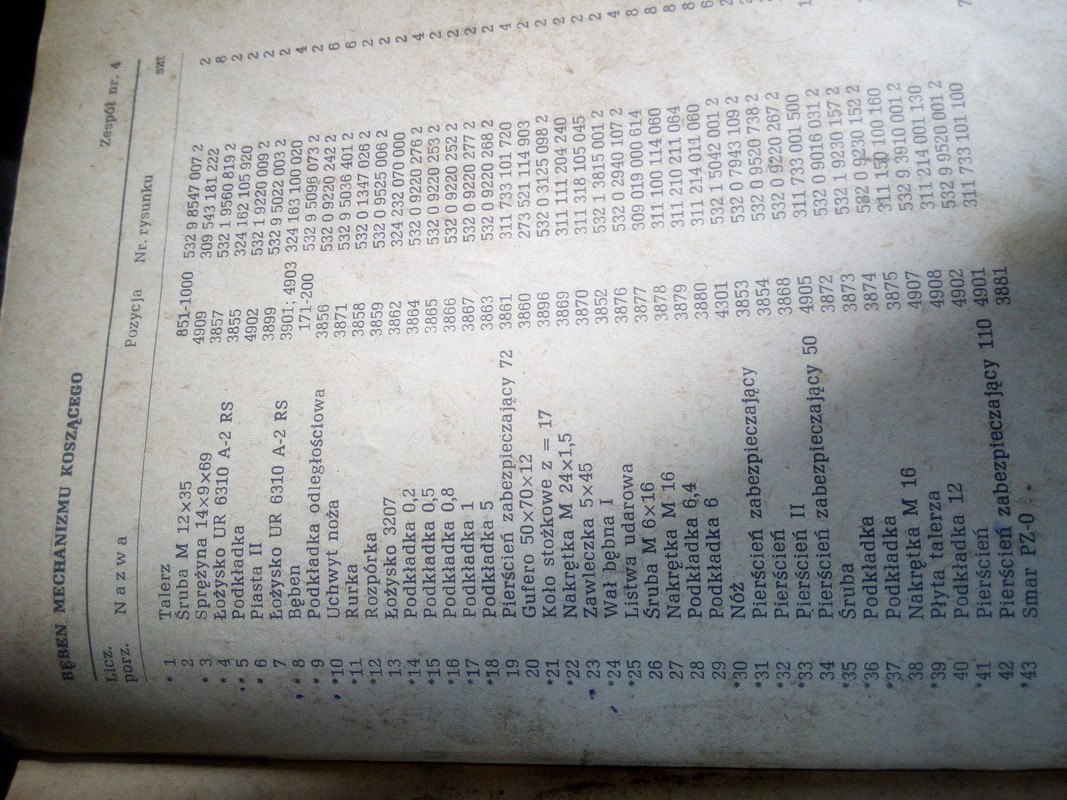 BĘBEN MECHANIZMU KOSZĄCEGO Zespół nr. 4
Licz. porz. Nazwa Pozycja Nr. rysunku szt
* 1 Talerz 851-1000 532 9 8547 007 2 2
2 Śruba M 12×35 4909 309 543 181 222 8
* 3 Sprężyna 14×9×69 3857 532 1 9560 819 2 2
* 4 Łożysko UR 6310 A-2 RS 3855 324 162 105 920 2
* 5 Podkładka 4902 532 1 9220 009 2 2
* 6 Piasta II 3899 532 9 5022 003 2 2
7 Łożysko UR 6310 A-2 RS 3901; 4903 324 163 100 020 4
* 8 Bęben 171-200 532 9 5096 073 2 2
* 9 Podkładka odległościowa 3856 532 0 9220 242 2 6
*10 Uchwyt noża 3871 532 9 5036 401 2 6
*11 Rurka 3858 532 0 1347 026 2 2
*12 Rozpórka 3859 532 0 9525 006 2 2
13 Łożysko 3207 3862 324 232 070 000 2
*14 Podkładka 0,2 3864 532 0 9220 276 2 4
*15 Podkładka 0,5 3865 532 0 9220 253 2 2
*16 Podkładka 0,8 3866 532 0 9220 252 2 2
*17 Podkładka 1 3867 532 0 9220 277 2 2
*18 Podkładka 5 3863 532 0 9220 268 2 2
19 Pierścień zabezpieczający 72 3861 311 733 101 720 4
20 Gufero 50×70×12 3860 273 521 114 903 2
*21 Koło stożkowe z = 17 3896 532 0 3125 098 2 2
*22 Nakrętka M 24×1,5 3869 311 111 204 240 2
23 Zawleczka 5×45 3870 311 318 105 045 2
*24 Wał bębna I 3852 532 1 3815 001 2 2
*25 Listwa udarowa 3876 532 0 2940 107 2 4
26 Śruba M 6×16 3877 309 019 000 614 8
27 Nakrętka M 16 3878 311 100 114 060 8
28 Podkładka 6,4 3879 311 210 211 064 8
29 Podkładka 6 3880 311 214 011 060 8
*30 Nóż 4301 532 1 5042 001 2 6
*31 Pierścień zabezpieczający 3853 532 0 7943 109 2 2
*32 Pierścień 3854 532 0 9520 738 2
*33 Pierścień II 3868 532 0 9220 267 2
34 Pierścień zabezpieczający 50 4905 311 733 001 500
*35 Śruba 3872 532 0 9016 031 2
*36 Podkładka 3873 532 1 9230 157 2
*37 Podkładka 3874 532 0 9230 152 2
38 Nakrętka M 16 3875 311 150 100 160
*39 Płyta talerza 4907 532 9 3910 001 2
40 Podkładka 12 4908 311 214 001 130
*41 Pierścień 4902 532 9 9520 001 2
42 Pierścień zabezpieczający 110 4901 311 733 101 100
*43 Smar PZ-0 3881